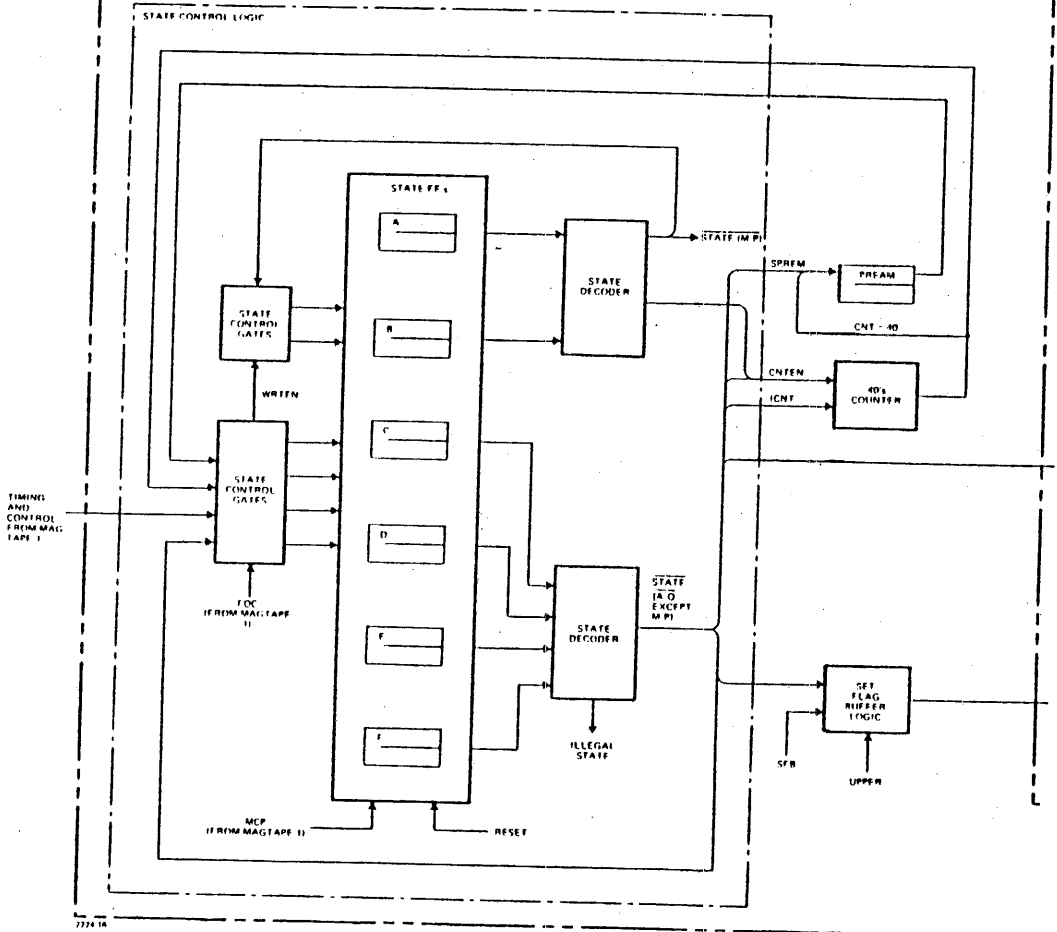 STATE CONTROL LOGIC
STATE FF s
A
B
C
D
F
STATE
DECODER
STATE (M P)
SPREM
PREAM
CNT = 40
CNTEN
ICNT
40's
COUNTER
STATE
CONTROL
GATES
WRTEN
STATE
CONTROL
GATES
TIMING
AND
CONTROL
FROM MAG
TAPE 1
(FROM MAGTAPE
1)
STATE
DECODER
STATE
(A O
EXCEPT
M P)
ILLEGAL
STATE
SET
FLAG
BUFFER
LOGIC
SFB
UPPER
MCP
(FROM MAGTAPE 1)
RESET